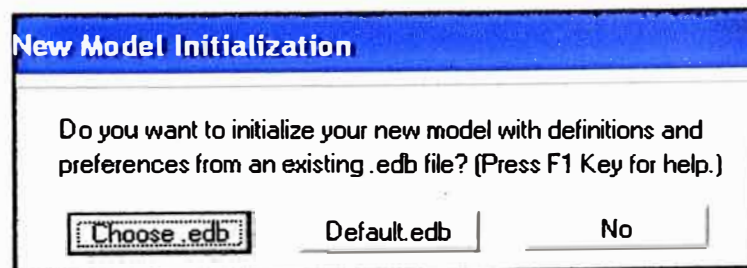 New Model Initialization
Do you want to initialize your new model with definitions and
preferences from an existing .edb file? (Press F1 Key for help.)
Choose .edb Default.edb No